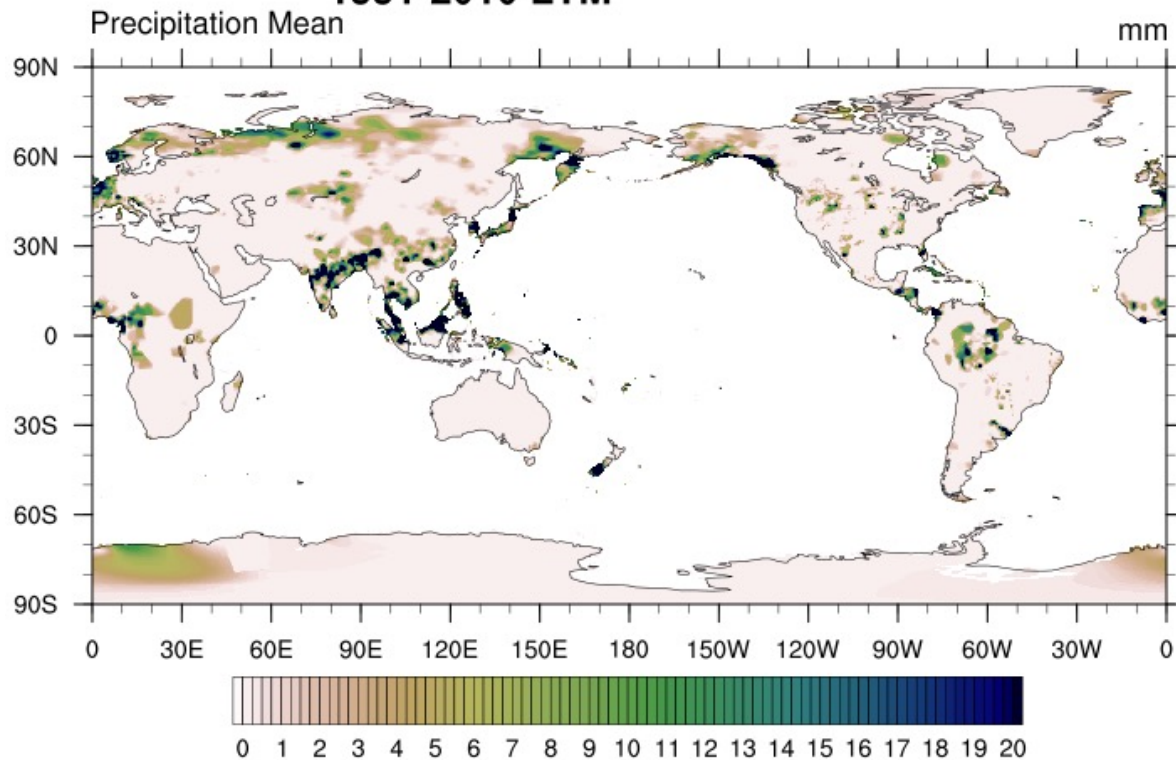 Precipitation Mean
mm
90N
60N
30N
0
30S
60S
90S
0 30E 60E 90E 120E 150E 180 150W 120W 90W 60W 30W 0
0 1 2 3 4 5 6 7 8 9 10 11 12 13 14 15 16 17 18 19 20